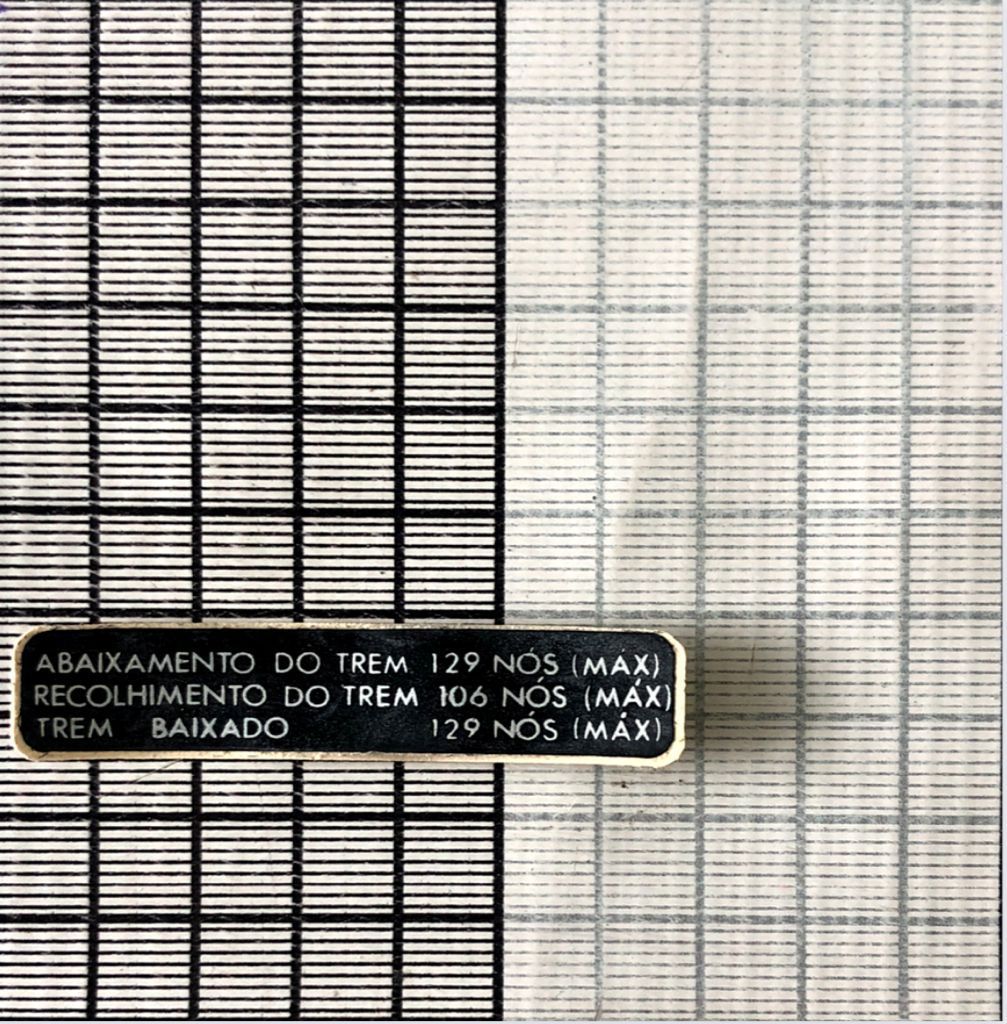 ABAIXAMENTO DO TREM 129 NÓS (MÁX)
RECOLHIMENTO DO TREM 106 NÓS (MÁX)
TREM BAIXADO 129 NÓS (MÁX)